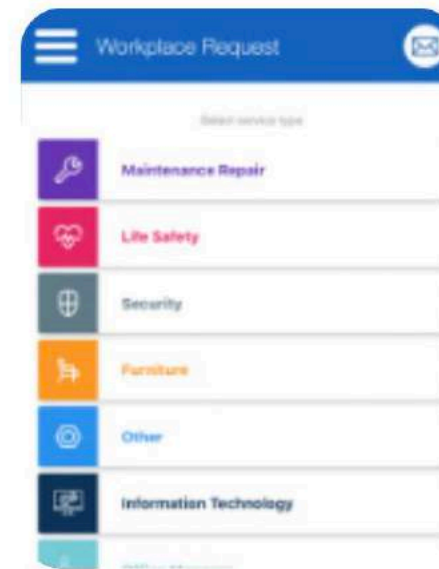 Workplace Request
Select service type
Maintenance Repair
Life Safety
Security
Furniture
Other
Information Technology